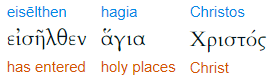 eisēlthen hagia Christos
εἰσῆλθεν ἅγια Χριστός
has entered holy places Christ